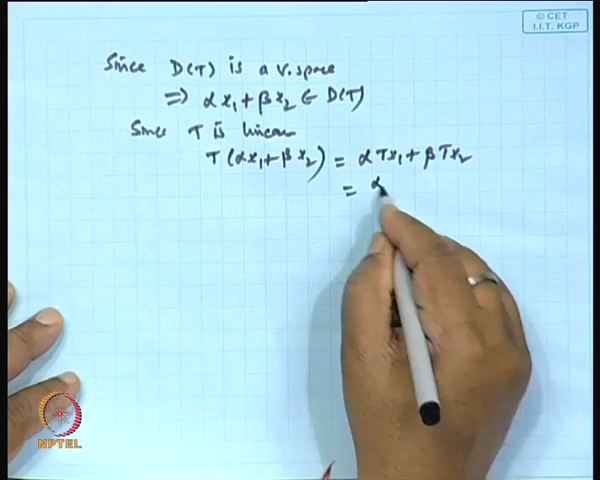 © CET
I.I.T. KGP
Since D(T) is a v. space
⇒ αx₁ + βx₂ ∈ D(T)
Since T is linear
T(αx₁ + βx₂) = αTx₁ + βTx₂
= α
NPTEL